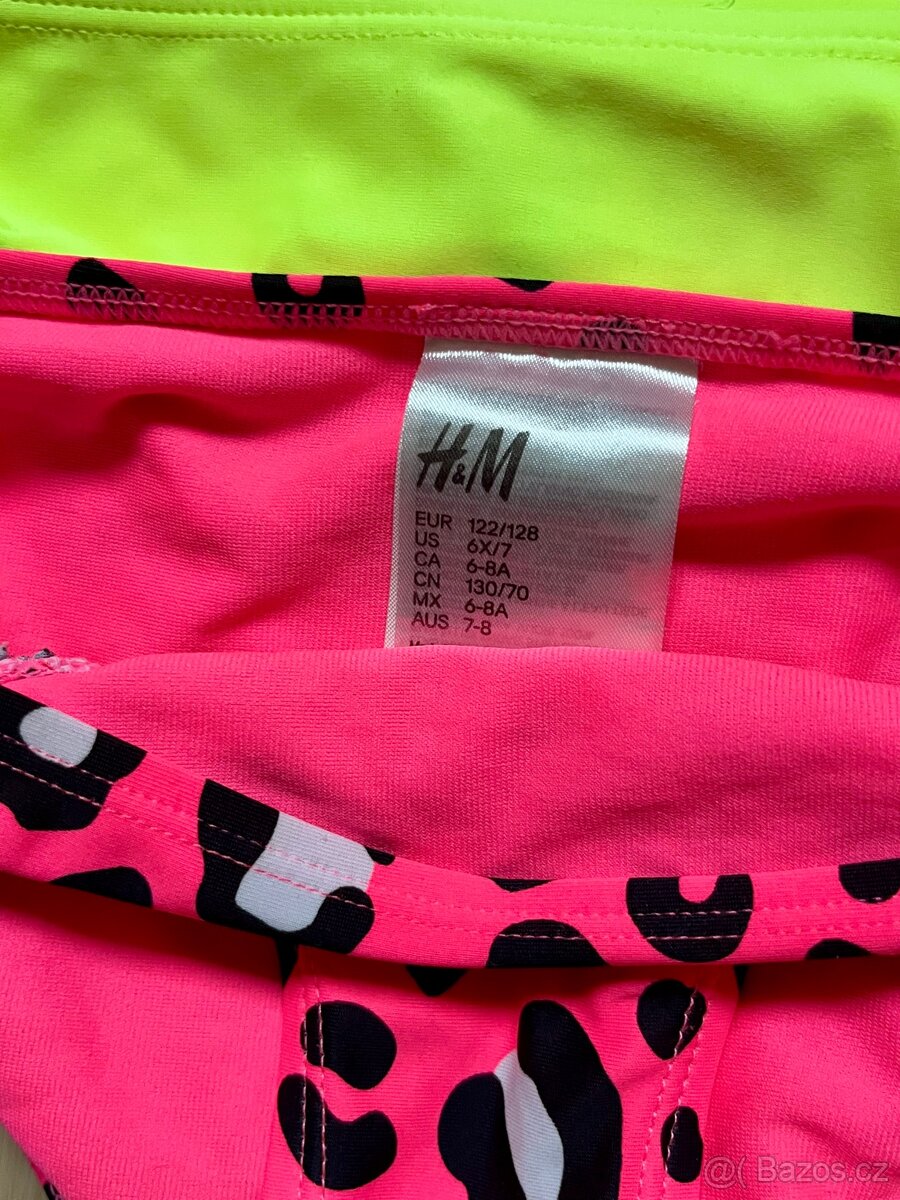 H&M
EUR 122/128
US 6X/7
CA 6-8A
CN 130/70
MX 6-8A
AUS 7-8
@( Bazos.cz